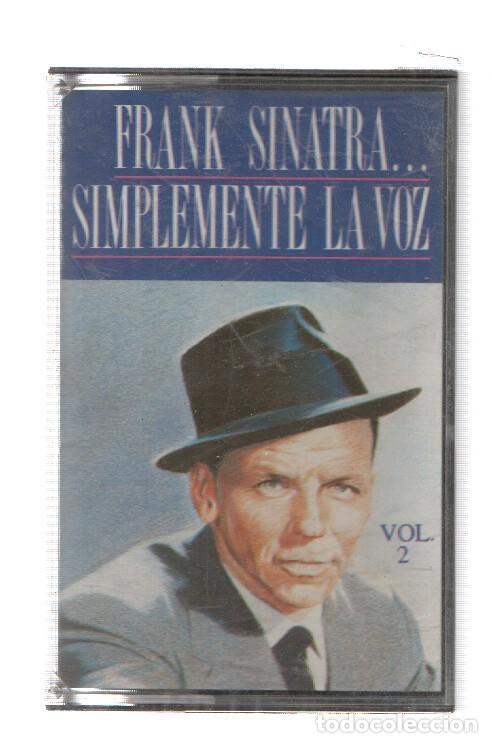 FRANK SINATRA...
SIMPLEMENTE LA VOZ
VOL.
2
todocoleccion